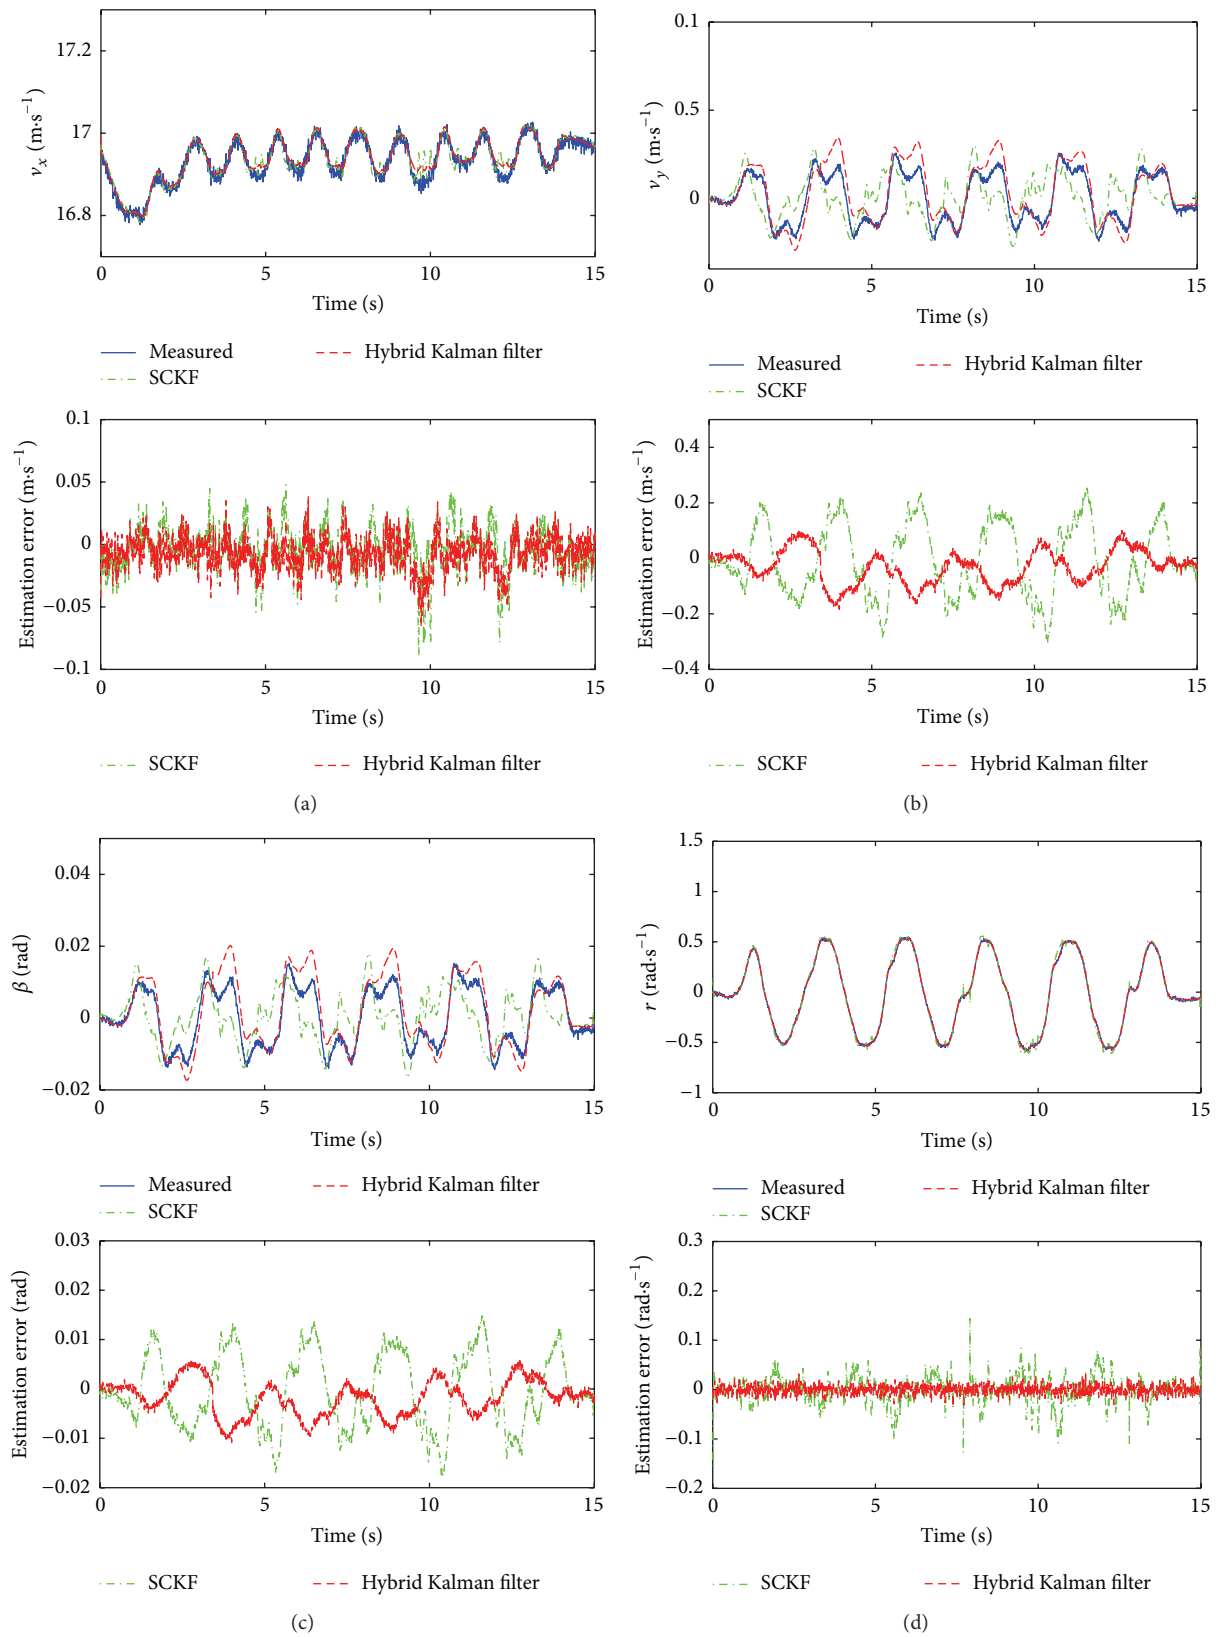 17.2
17
16.8
v_x (m·s⁻¹)
0 5 10 15
Time (s)
Measured
Hybrid Kalman filter
SCKF
0.1
0.05
0
−0.05
−0.1
Estimation error (m·s⁻¹)
0 5 10 15
Time (s)
SCKF
Hybrid Kalman filter
(a)
0.1
0.5
0
v_y (m·s⁻¹)
0 5 10 15
Time (s)
Measured
Hybrid Kalman filter
SCKF
0.4
0.2
0
−0.2
−0.4
Estimation error (m·s⁻¹)
0 5 10 15
Time (s)
SCKF
Hybrid Kalman filter
(b)
0.04
0.02
0
−0.02
β (rad)
0 5 10 15
Time (s)
Measured
Hybrid Kalman filter
SCKF
0.03
0.02
0.01
0
−0.01
−0.02
Estimation error (rad)
0 5 10 15
Time (s)
SCKF
Hybrid Kalman filter
(c)
1.5
1
0.5
0
−0.5
−1
r (rad·s⁻¹)
0 5 10 15
Time (s)
Measured
Hybrid Kalman filter
SCKF
0.3
0.2
0.1
0
−0.1
−0.2
Estimation error (rad·s⁻¹)
0 5 10 15
Time (s)
SCKF
Hybrid Kalman filter
(d)